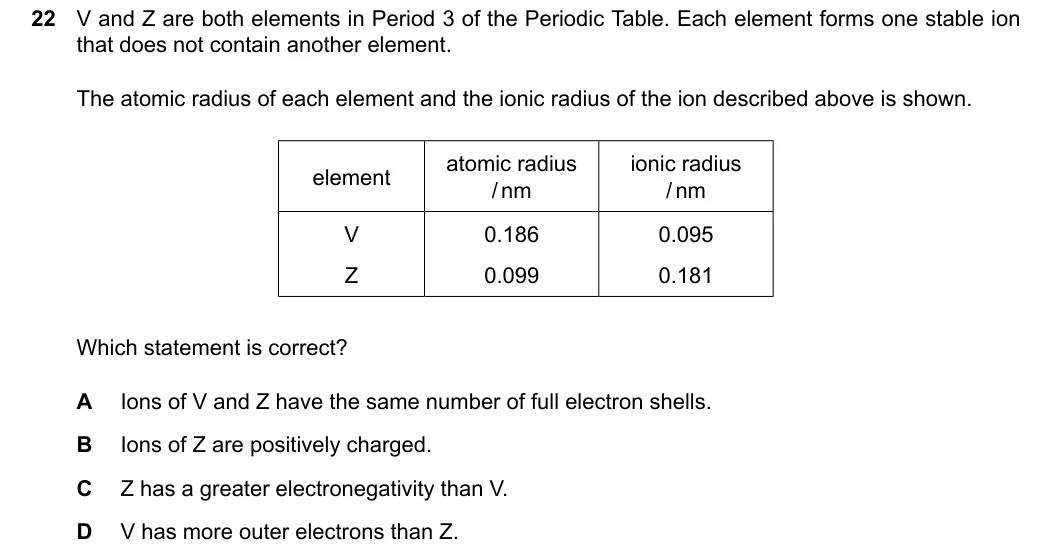 22 V and Z are both elements in Period 3 of the Periodic Table. Each element forms one stable ion
that does not contain another element.
The atomic radius of each element and the ionic radius of the ion described above is shown.
element
atomic radius
/ nm
ionic radius
/ nm
V 0.186 0.095
Z 0.099 0.181
Which statement is correct?
A Ions of V and Z have the same number of full electron shells.
B Ions of Z are positively charged.
C Z has a greater electronegativity than V.
D V has more outer electrons than Z.